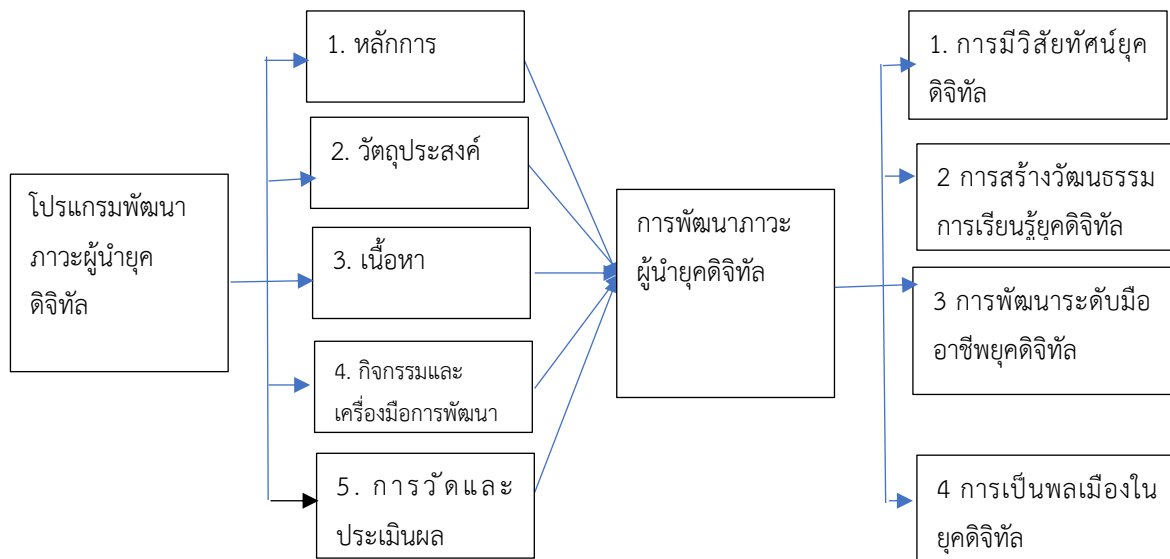 โปรแกรมพัฒนา
ภาวะผู้นำยุค
ดิจิทัล
1. หลักการ
2. วัตถุประสงค์
3. เนื้อหา
4. กิจกรรมและ
เครื่องมือการพัฒนา
5. การวัดและ
ประเมินผล
การพัฒนาภาวะ
ผู้นำยุคดิจิทัล
1. การมีวิสัยทัศน์ยุค
ดิจิทัล
2 การสร้างวัฒนธรรม
การเรียนรู้ยุคดิจิทัล
3 การพัฒนาระดับมือ
อาชีพยุคดิจิทัล
4 การเป็นพลเมืองใน
ยุคดิจิทัล